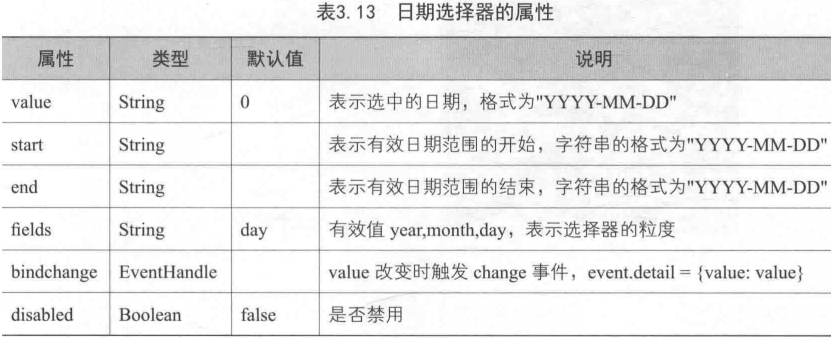 表3.13 日期选择器的属性
属性 类型 默认值 说明
value String 0 表示选中的日期，格式为"YYYY-MM-DD"
start String 表示有效日期范围的开始，字符串的格式为"YYYY-MM-DD"
end String 表示有效日期范围的结束，字符串的格式为"YYYY-MM-DD"
fields String day 有效值 year,month,day，表示选择器的粒度
bindchange EventHandle value 改变时触发 change 事件，event.detail = {value: value}
disabled Boolean false 是否禁用